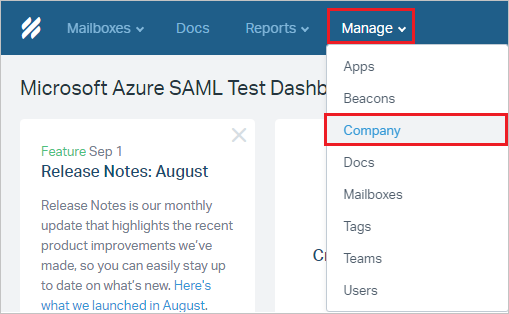 Mailboxes Docs Reports Manage
Apps
Beacons
Company
Docs
Mailboxes
Tags
Teams
Users
Microsoft Azure SAML Test Dashb
Feature Sep 1
Release Notes: August
Release Notes is our monthly
update that highlights the recent
product improvements we've
made, so you can easily stay up
to date on what's new. Here's
what we launched in August.
Cr